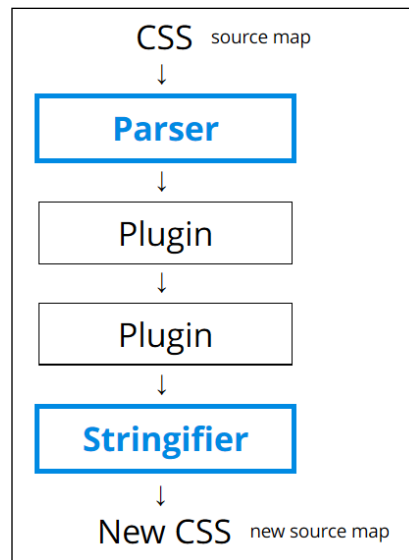 CSS source map
↓
Parser
↓
Plugin
↓
Plugin
↓
Stringifier
↓
New CSS new source map